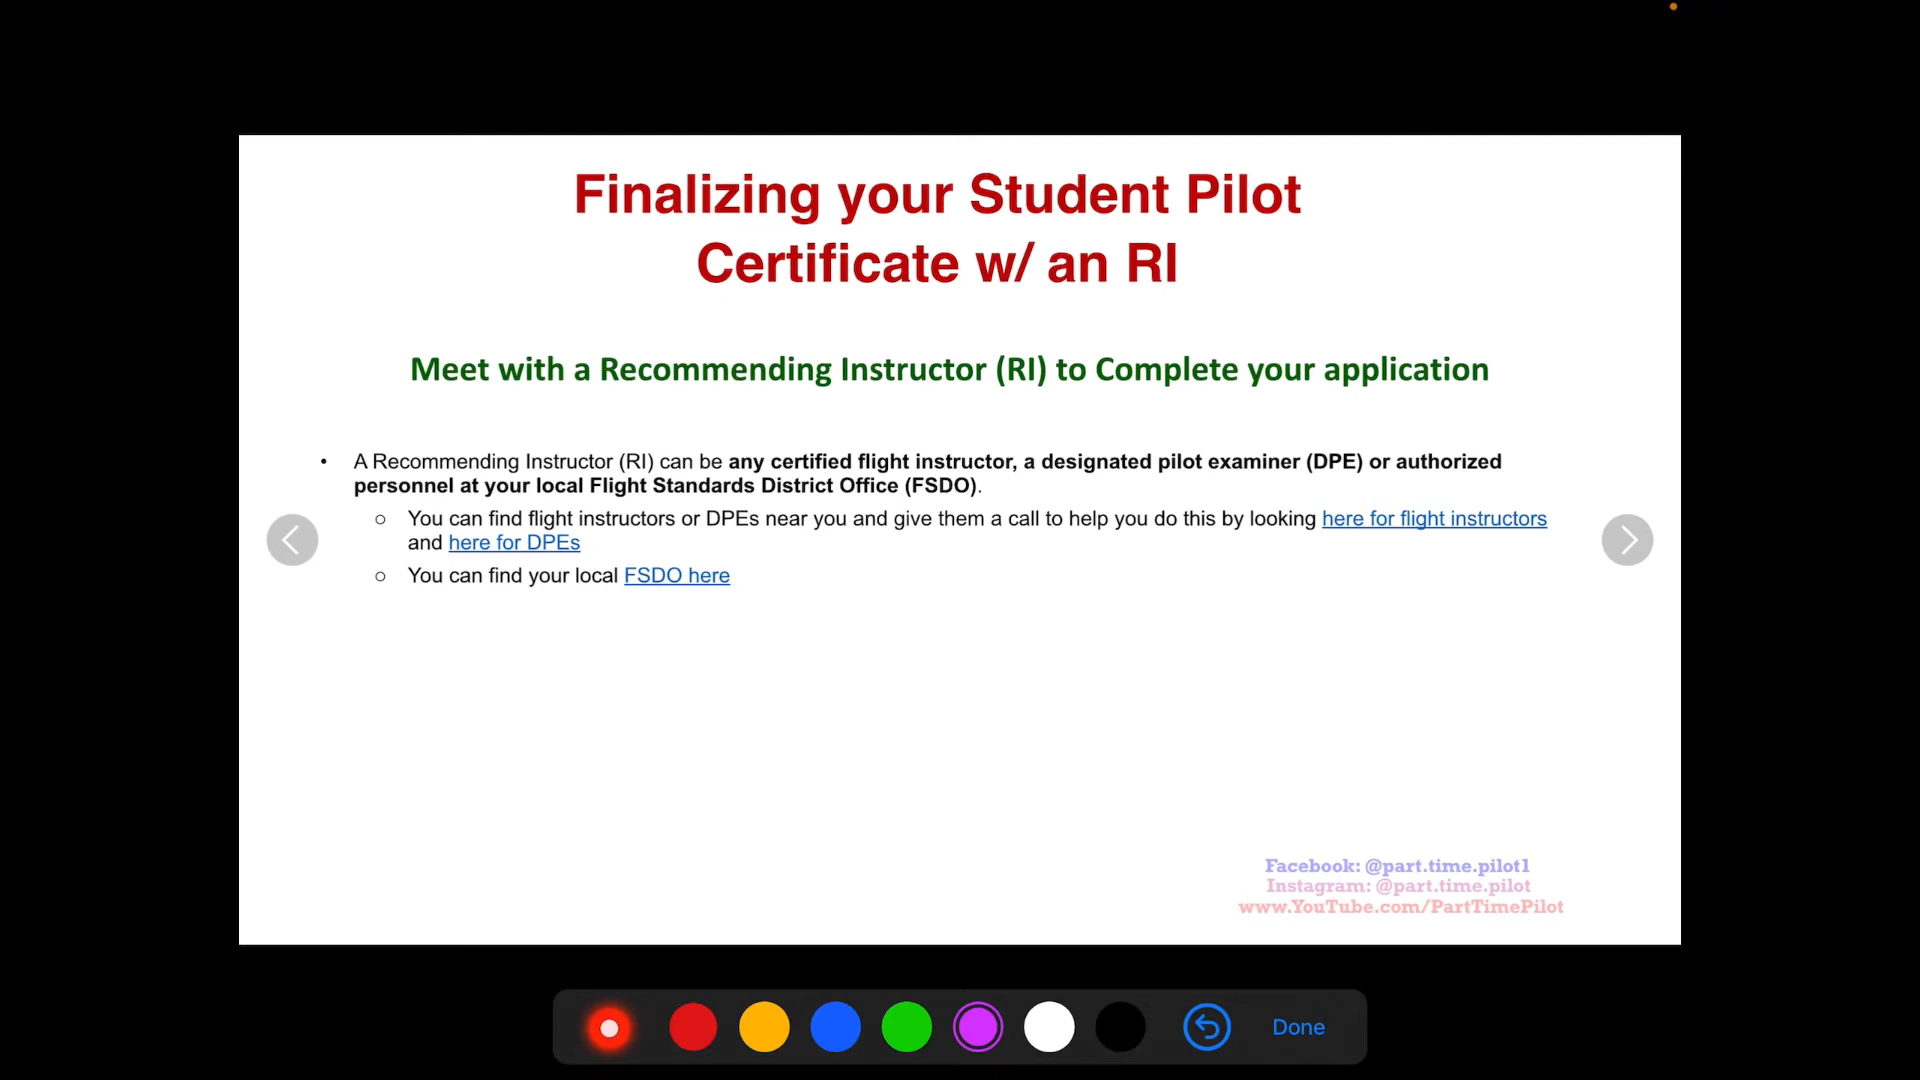 Finalizing your Student Pilot
Certificate w/ an RI
Meet with a Recommending Instructor (RI) to Complete your application
• A Recommending Instructor (RI) can be any certified flight instructor, a designated pilot examiner (DPE) or authorized
personnel at your local Flight Standards District Office (FSDO).
○ You can find flight instructors or DPEs near you and give them a call to help you do this by looking here for flight instructors
and here for DPEs
○ You can find your local FSDO here
Facebook: @part.time.pilot1
Instagram: @part.time.pilot
www.YouTube.com/PartTimePilot
Done